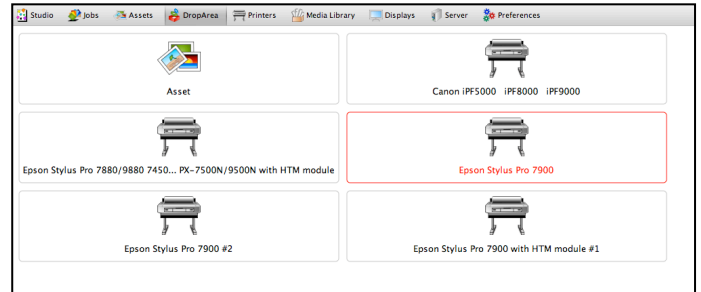 Studio Jobs Assets DropArea Printers Media Library Displays Server Preferences
Asset
Canon iPF5000 iPF8000 iPF9000
Epson Stylus Pro 7880/9880 7450... PX-7500N/9500N with HTM module
Epson Stylus Pro 7900
Epson Stylus Pro 7900 #2
Epson Stylus Pro 7900 with HTM module #1